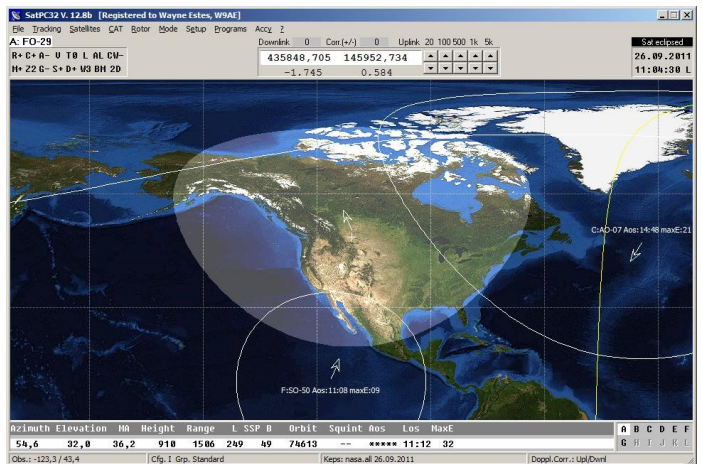 SatPC32 V. 12.8b [Registered to Wayne Estes, W9AE]
File Tracking Satellites CAT Rotor Mode Setup Programs Accy ?
A: FO-29
Downlink 0 Corr.(+/-) 0 Uplink 20 100 500 1K 5k
Sat eclipsed
R+ C+ A- V T0 L AL CW-
M+ Z2 G- S+ D+ W3 BM 2D
435848,705 145952,734
-1.745 0.584
26.09.2011
11:04:30 L
C:AO-07 Aos:14:48 maxE:21
F:SO-50 Aos:11:08 maxE:09
Azimuth Elevation MA Height Range L SSP B Orbit Squint Aos Los MaxE
54,6 32,0 36,2 910 1506 249 49 74613 -- ***** 11:12 32
A B C D E F
G H I J K L
Obs.: -123,3 / 43,4 Cfg. I Grp. Standard Keps: nasa.all 26.09.2011 Doppl.Corr.: Upl/Dwnl